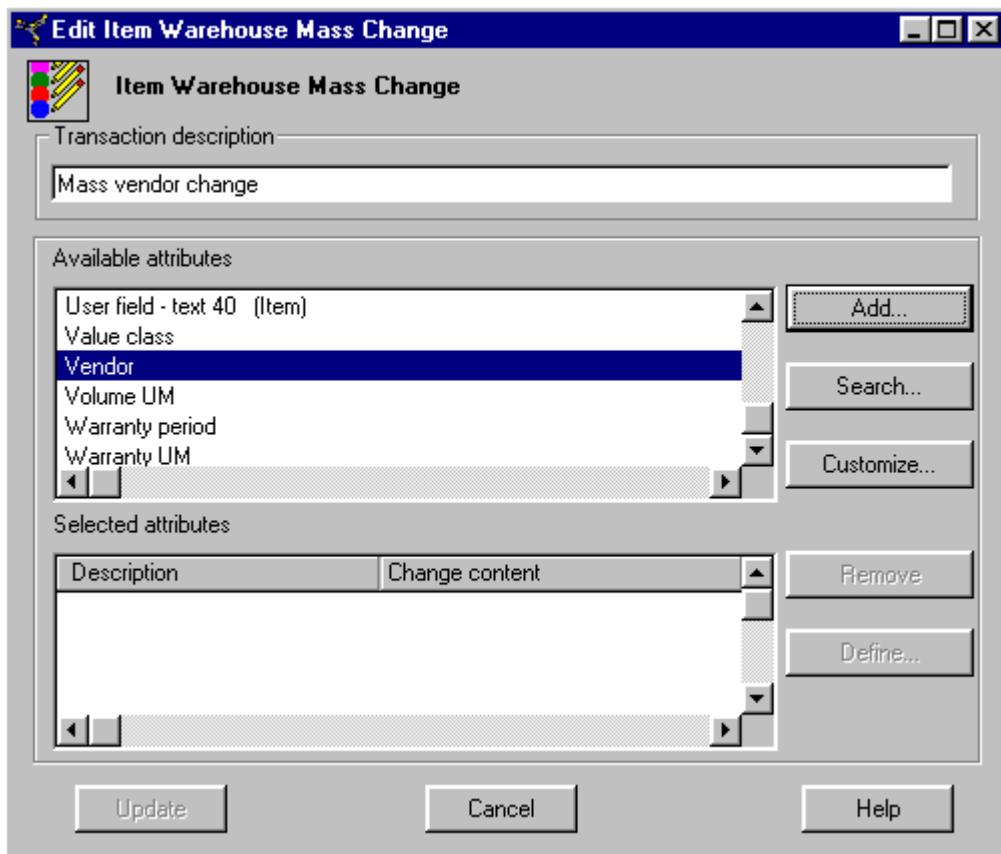 Edit Item Warehouse Mass Change
Item Warehouse Mass Change
Transaction description
Mass vendor change
Available attributes
User field - text 40 (Item)
Value class
Vendor
Volume UM
Warranty period
Warranty UM
Add...
Search...
Customize...
Selected attributes
Description Change content
Remove
Define...
Update Cancel Help